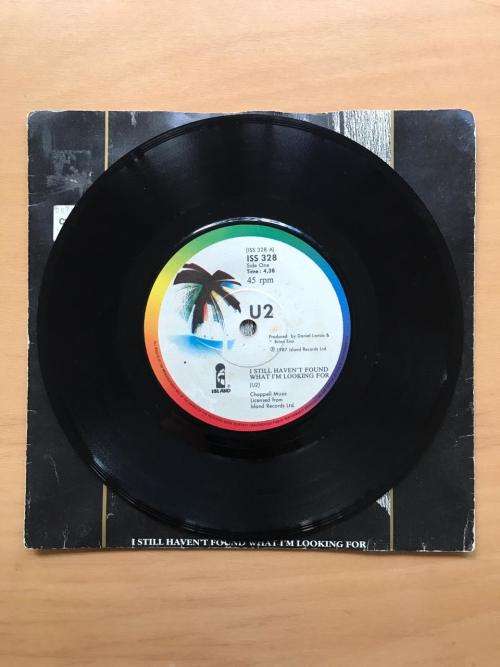 (ISS 328 A)
ISS 328
Side One
Time: 4.38
45 rpm
U2
Produced by Daniel Lanois &
Brian Eno
℗ 1987 Island Records Ltd.
I STILL HAVEN'T FOUND
WHAT I'M LOOKING FOR
(U2)
Chappell Music
Licensed from
Island Records Ltd.
ISLAND
I STILL HAVEN'T FOUND WHAT I'M LOOKING FOR